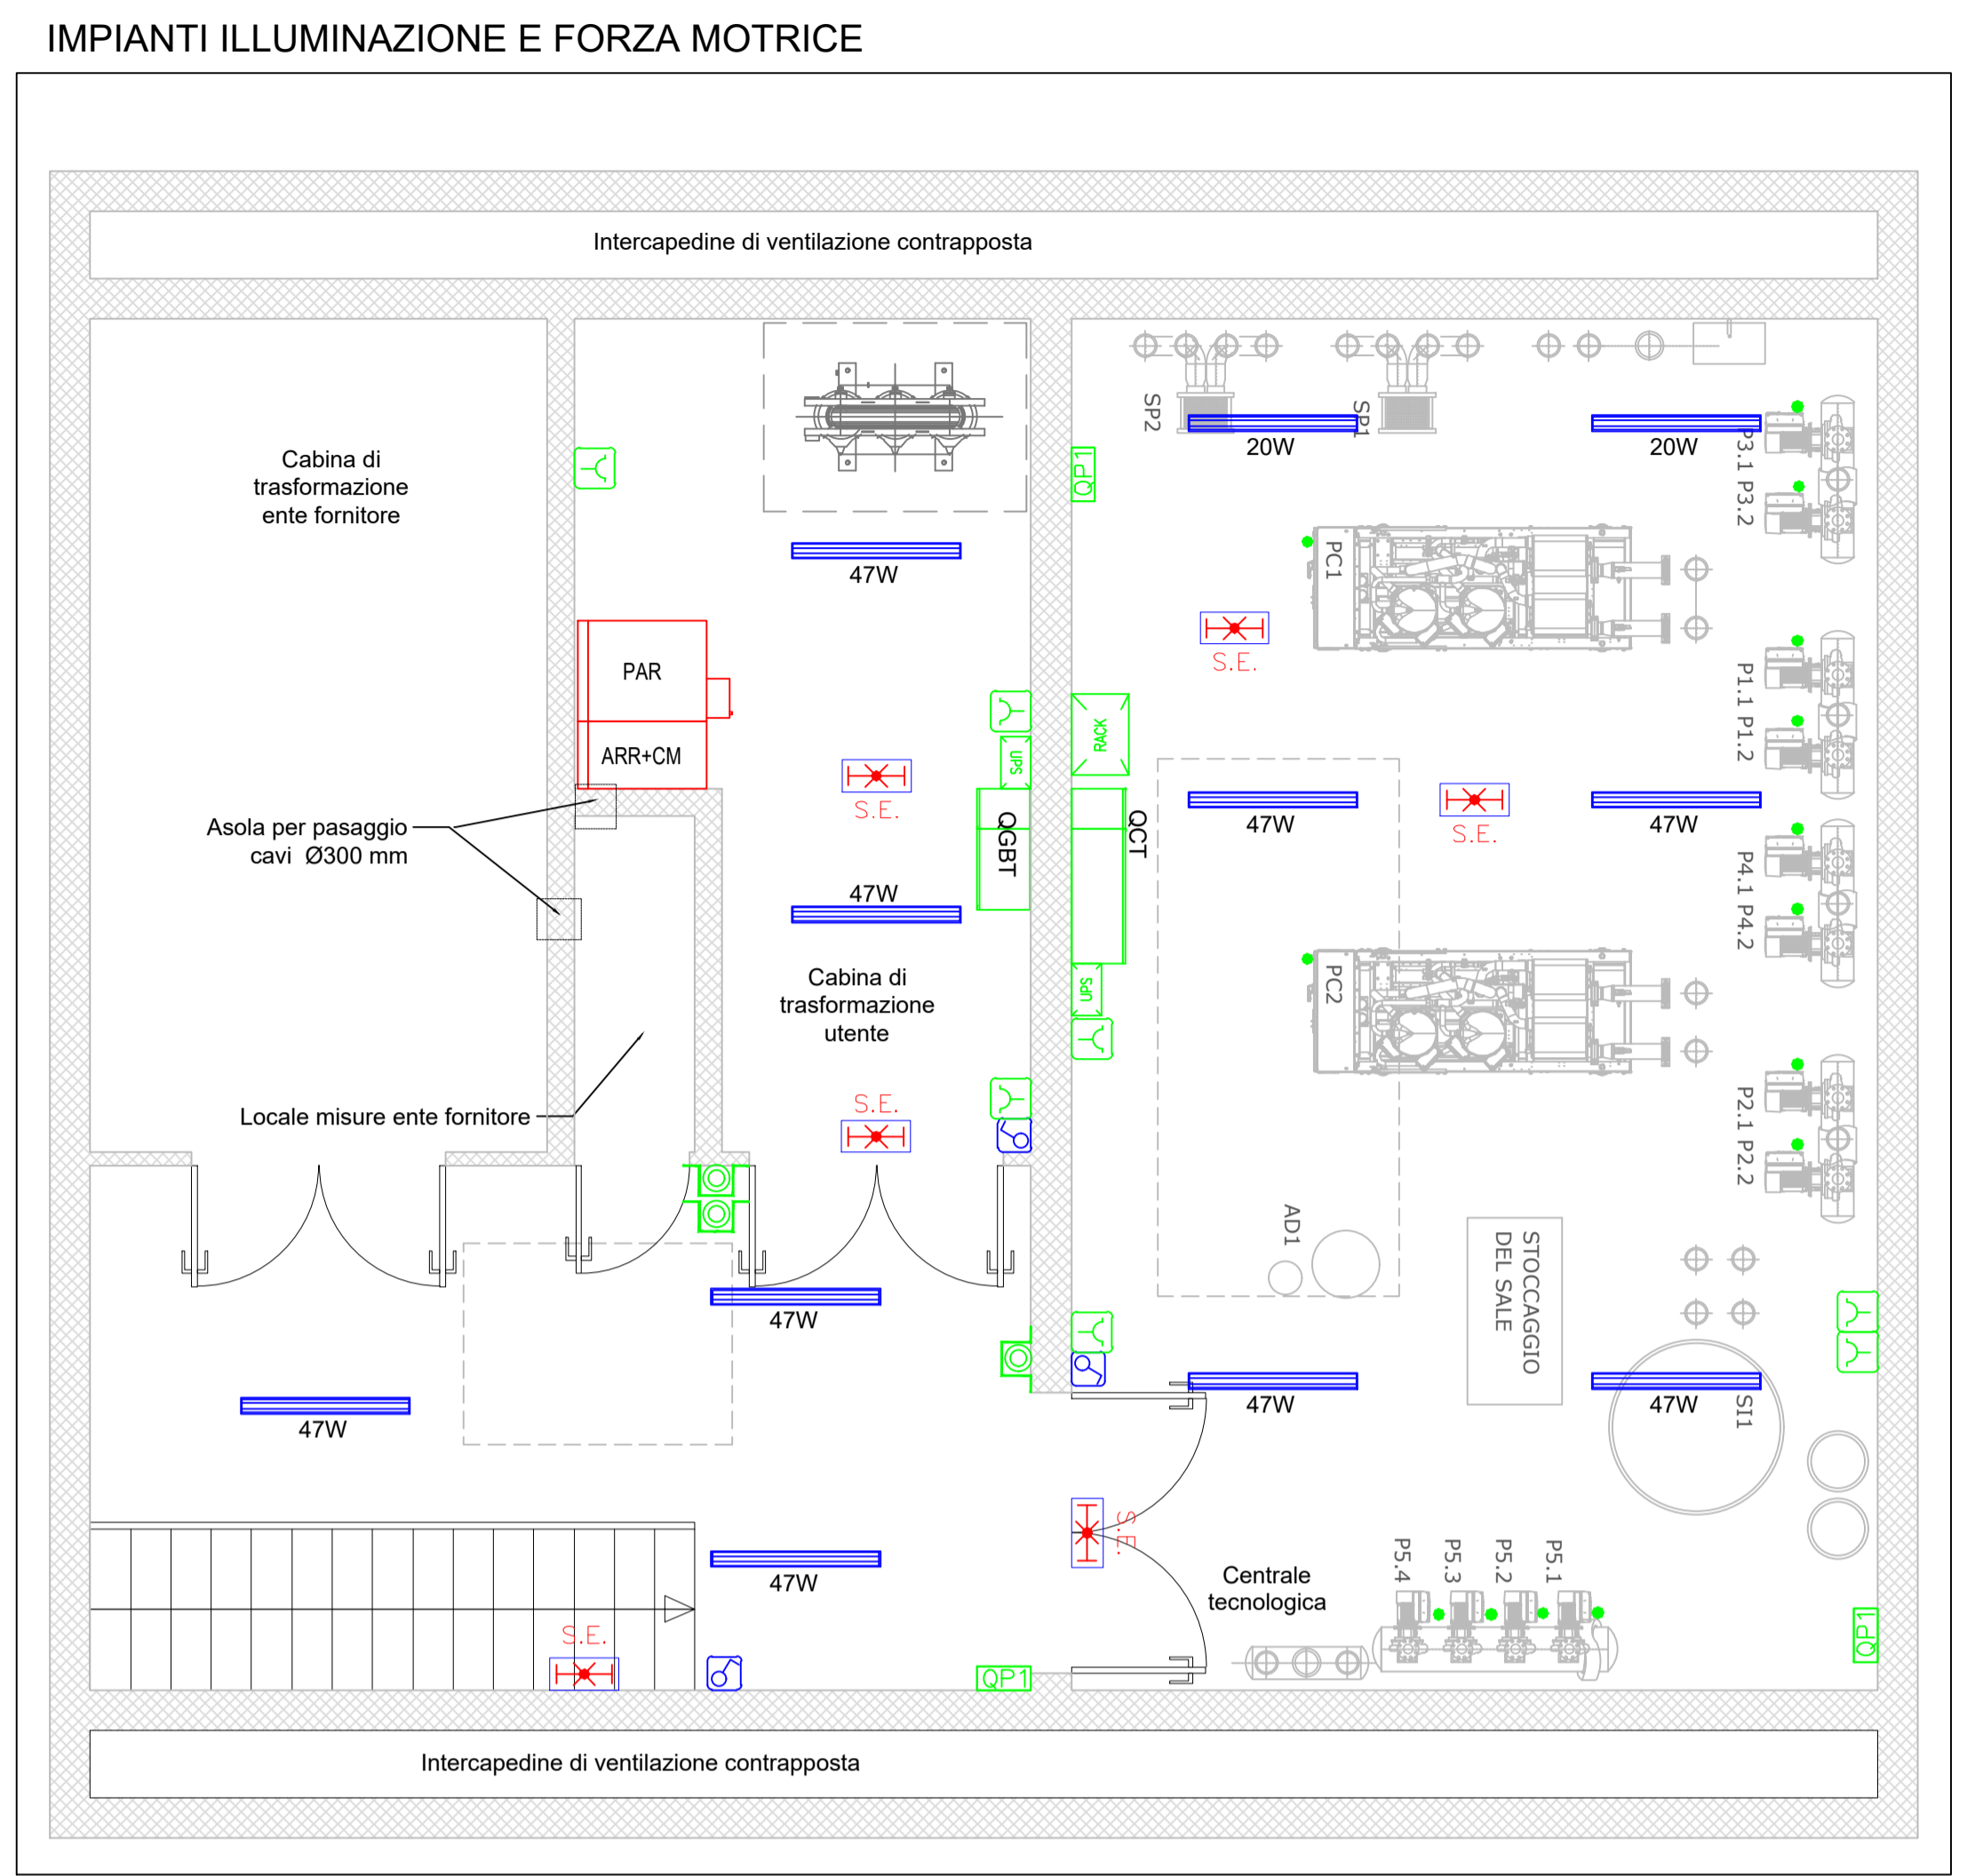 IMPIANTI ILLUMINAZIONE E FORZA MOTRICE
Intercapedine di ventilazione contrapposta
Cabina di
trasformazione
ente fornitore
47W
PAR
ARR+CM
S.E.
UPS
QGBT
47W
Asola per pasaggio
cavi Ø300 mm
Cabina di
trasformazione
utente
Locale misure ente fornitore
S.E.
SP2
SP1
QP1
20W
20W
P3.1 P3.2
PC1
S.E.
RACK
P1.1 P1.2
QCT
47W
S.E.
47W
P4.1 P4.2
UPS
PC2
P2.1 P2.2
AD1
STOCCAGGIO
DEL SALE
47W
47W
SI1
47W
47W
47W
S.E.
S.E.
QP1
Centrale
tecnologica
P5.4
P5.3
P5.2
P5.1
QP1
Intercapedine di ventilazione contrapposta